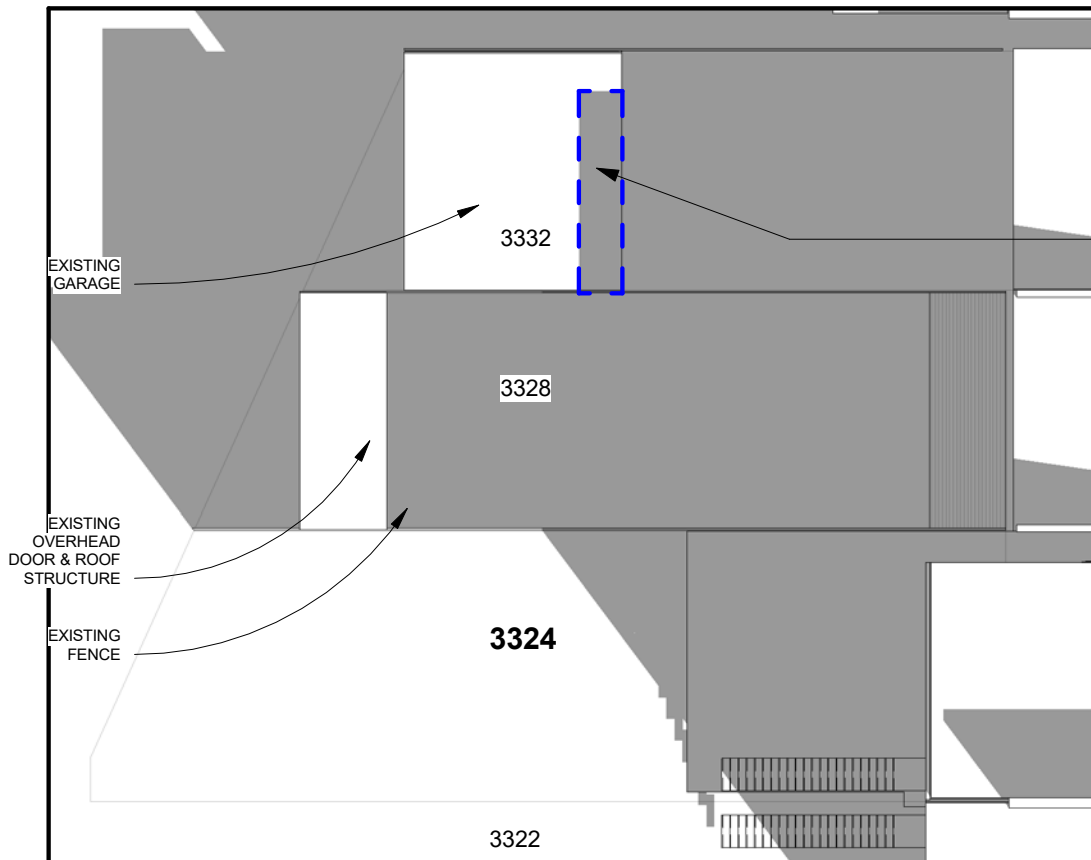 3332
EXISTING
GARAGE
3328
EXISTING
OVERHEAD
DOOR & ROOF
STRUCTURE
EXISTING
FENCE
3324
3322